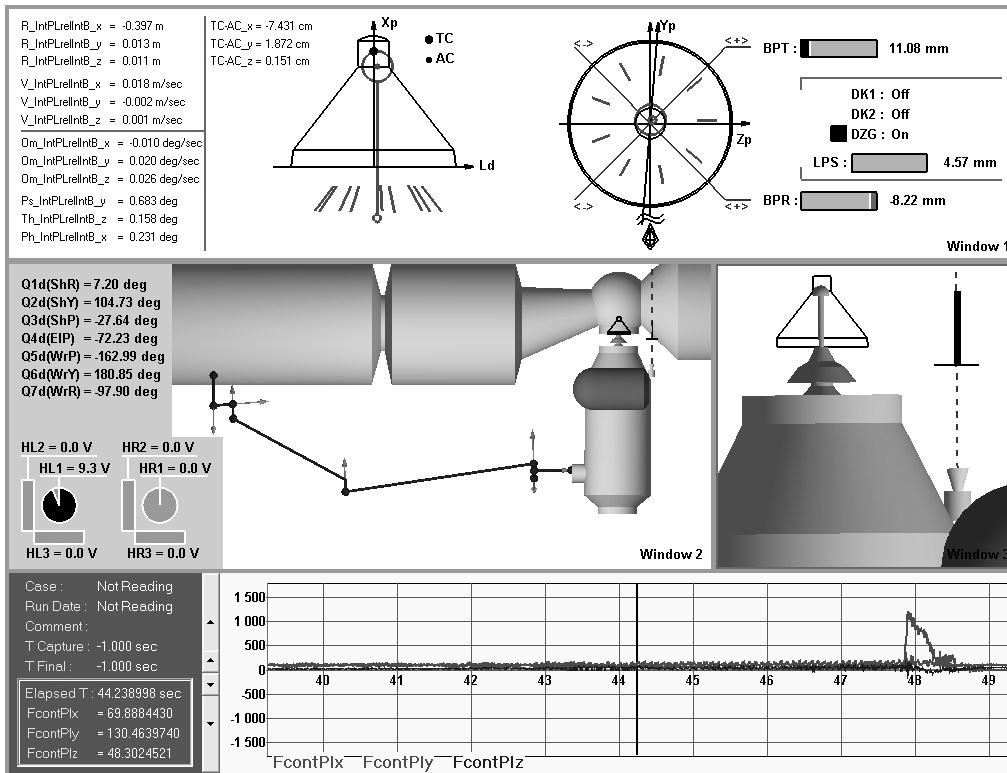 R_IntPLrelIntB_x = -0.397 m
R_IntPLrelIntB_y = 0.013 m
R_IntPLrelIntB_z = 0.011 m
V_IntPLrelIntB_x = 0.018 m/sec
V_IntPLrelIntB_y = -0.002 m/sec
V_IntPLrelIntB_z = 0.001 m/sec
Om_IntPLrelIntB_x = -0.010 deg/sec
Om_IntPLrelIntB_y = 0.020 deg/sec
Om_IntPLrelIntB_z = 0.026 deg/sec
Ps_IntPLrelIntB_y = 0.683 deg
Th_IntPLrelIntB_z = 0.158 deg
Ph_IntPLrelIntB_x = 0.231 deg
TC-AC_x = -7.431 cm
TC-AC_y = 1.872 cm
TC-AC_z = 0.151 cm
Xp
TC
AC
Ld
Yp
<-> <+>
Zp
<-> <+>
BPT : 11.08 mm
DK1 : Off
DK2 : Off
DZG : On
LPS : 4.57 mm
BPR : -8.22 mm
Window 1
Q1d(ShR) = 7.20 deg
Q2d(ShY) = 104.73 deg
Q3d(ShP) = -27.64 deg
Q4d(ElP) = -72.23 deg
Q5d(WrP) = -162.99 deg
Q6d(WrY) = 180.85 deg
Q7d(WrR) = -97.90 deg
HL2 = 0.0 V HR2 = 0.0 V
HL1 = 9.3 V HR1 = 0.0 V
HL3 = 0.0 V HR3 = 0.0 V
Window 2
Window 3
Case : Not Reading
Run Date : Not Reading
Comment :
T Capture : -1.000 sec
T Final : -1.000 sec
Elapsed T : 44.238998 sec
FcontPlx = 69.8884430
FcontPly = 130.4639740
FcontPlz = 48.3024521
1 500
1 000
500
0
-500
-1 000
-1 500
40 41 42 43 44 45 46 47 48 49
FcontPlx FcontPly FcontPlz